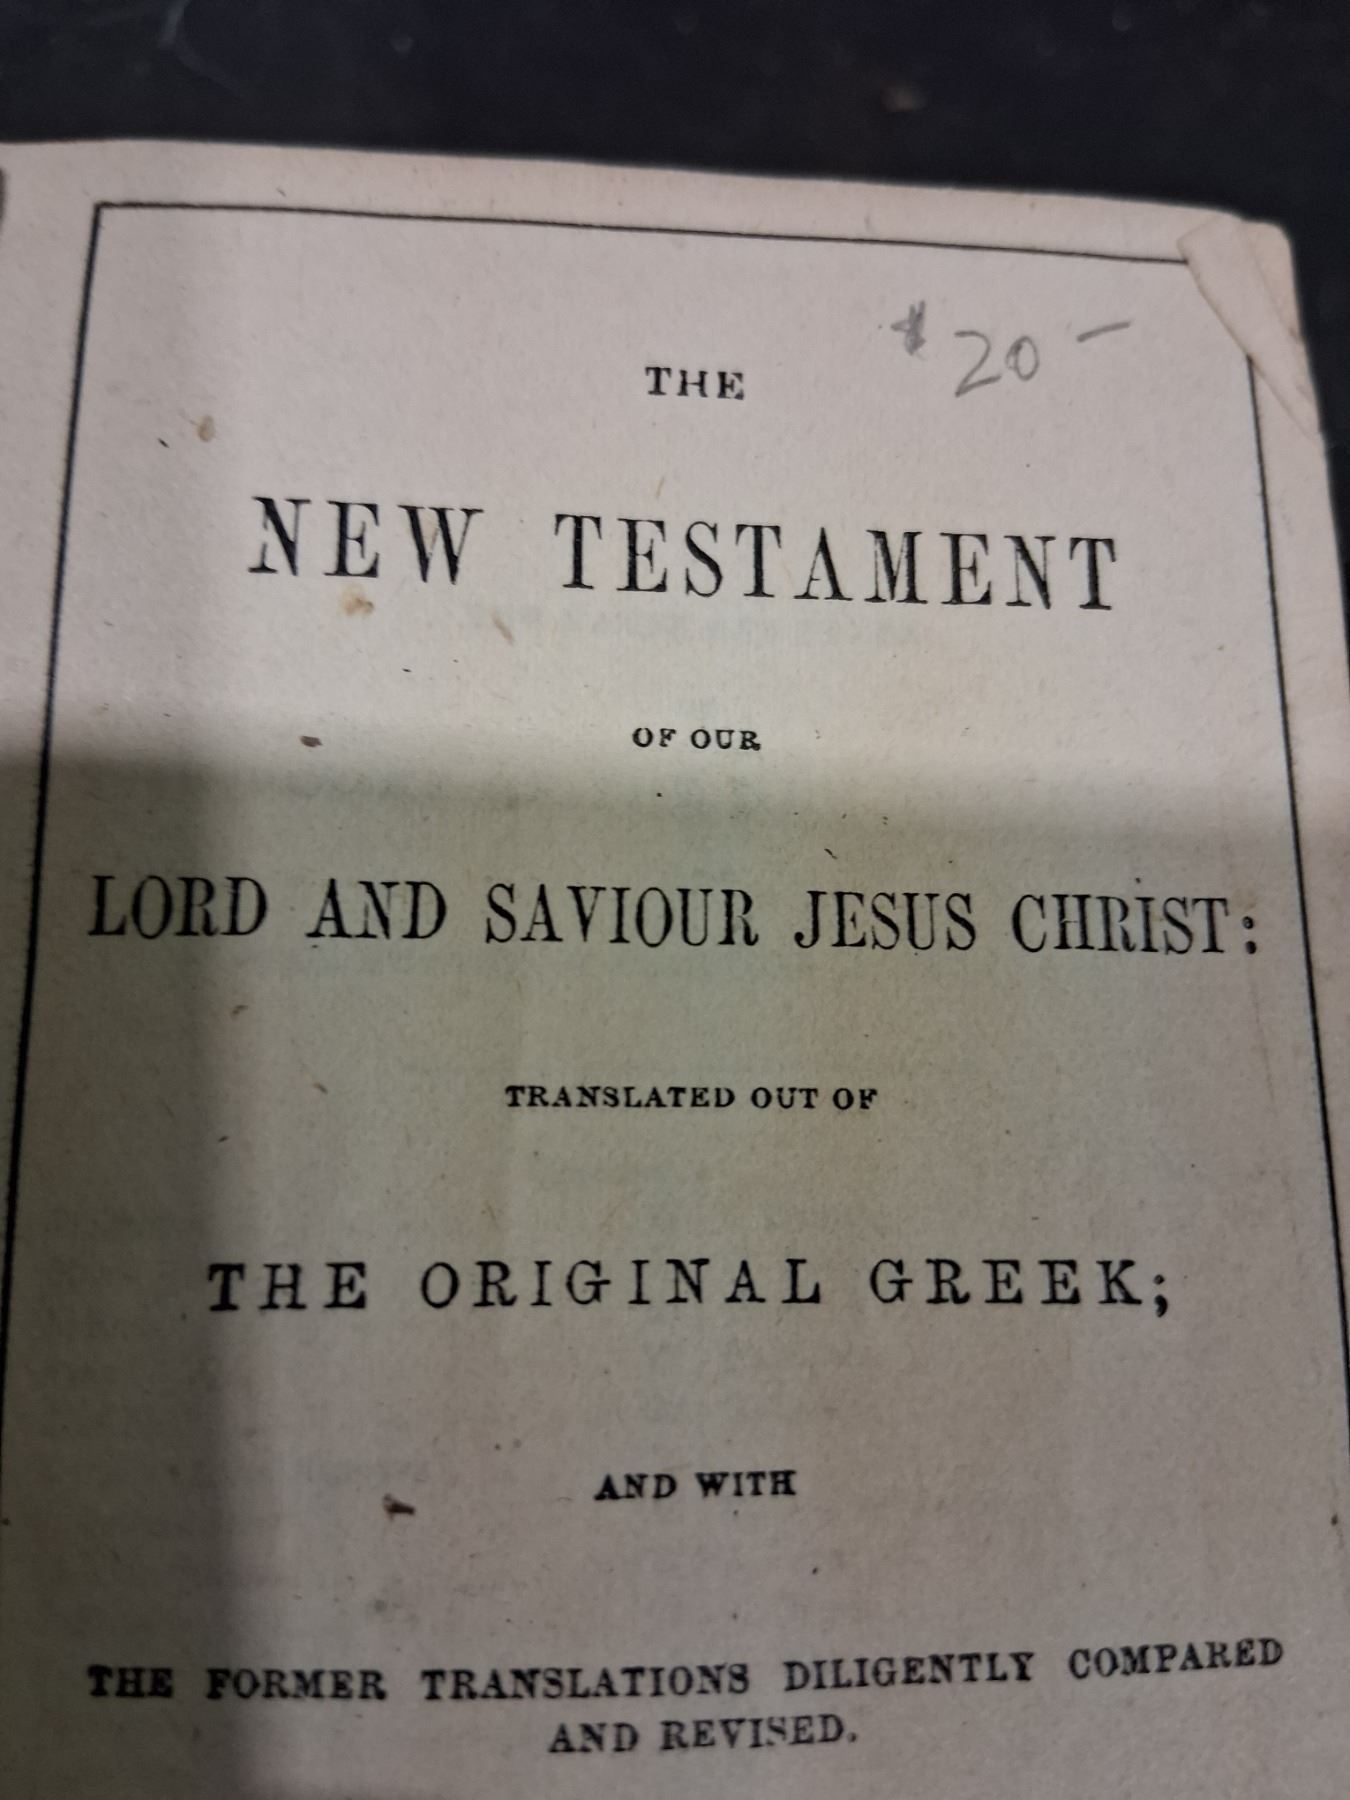 $20-
THE
NEW TESTAMENT
OF OUR
LORD AND SAVIOUR JESUS CHRIST:
TRANSLATED OUT OF
THE ORIGINAL GREEK;
AND WITH
THE FORMER TRANSLATIONS DILIGENTLY COMPARED
AND REVISED.